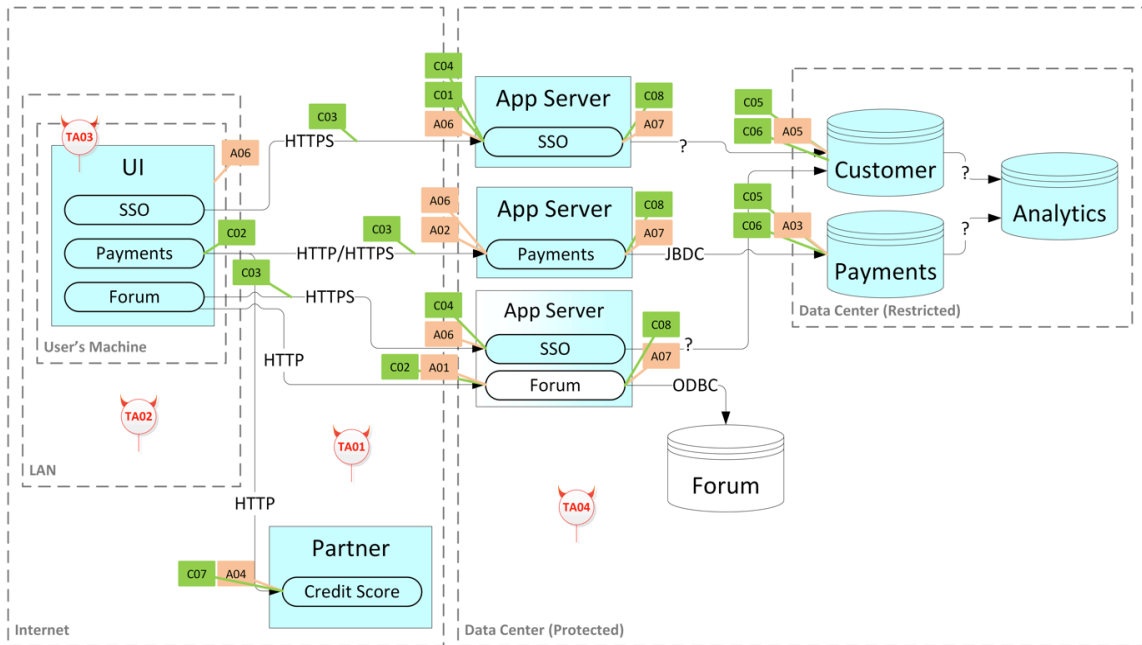 C04
C01
C03
A06
HTTPS
App Server
SSO
C08
A07
?
C05
C06
A05
Customer
?
Analytics
TA03
A06
UI
SSO
Payments
Forum
C02
C03
HTTP/HTTPS
C03
HTTPS
HTTP
A06
A02
App Server
Payments
C08
A07
JBDC
C05
C06
A03
Payments
?
Data Center (Restricted)
User's Machine
App Server
C04
A06
SSO
C02
A01
Forum
C08
A07
?
ODBC
Forum
TA02
TA01
TA04
LAN
HTTP
Partner
C07
A04
Credit Score
Internet
Data Center (Protected)